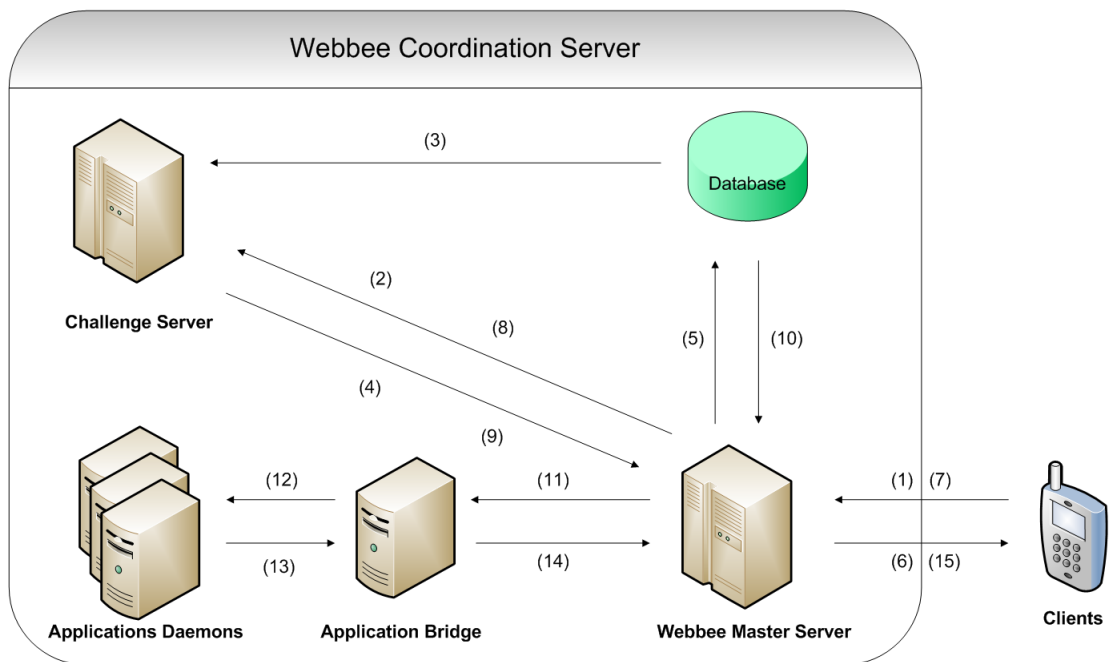 Webbee Coordination Server
(3)
Database
(2)
Challenge Server
(8)
(5)
(10)
(4)
(9)
(12)
(11)
(1)
(7)
(13)
(14)
(6)
(15)
Applications Daemons
Application Bridge
Webbee Master Server
Clients